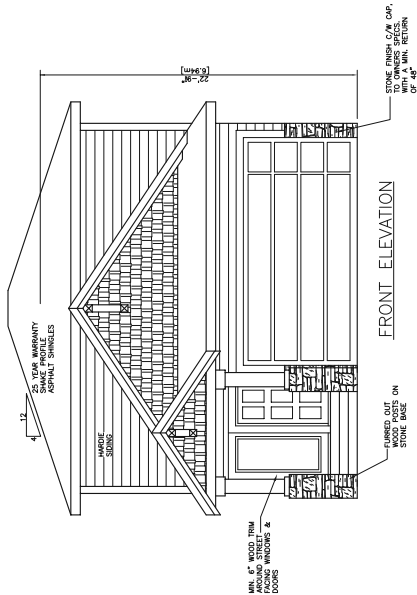 12
4
25 YEAR WARRANTY
SHAKE PROFILE
ASPHALT SHINGLES
HARDIE
SIDING
22'-9¼"
[6.94m]
MIN. 6" WOOD TRIM
AROUND STREET
FACING WINDOWS &
DOORS
FURRED OUT
WOOD POSTS ON
STONE BASE
STONE FINISH C/W CAP,
TO OWNERS SPECS.
WITH A MIN. RETURN
OF 48"
FRONT ELEVATION